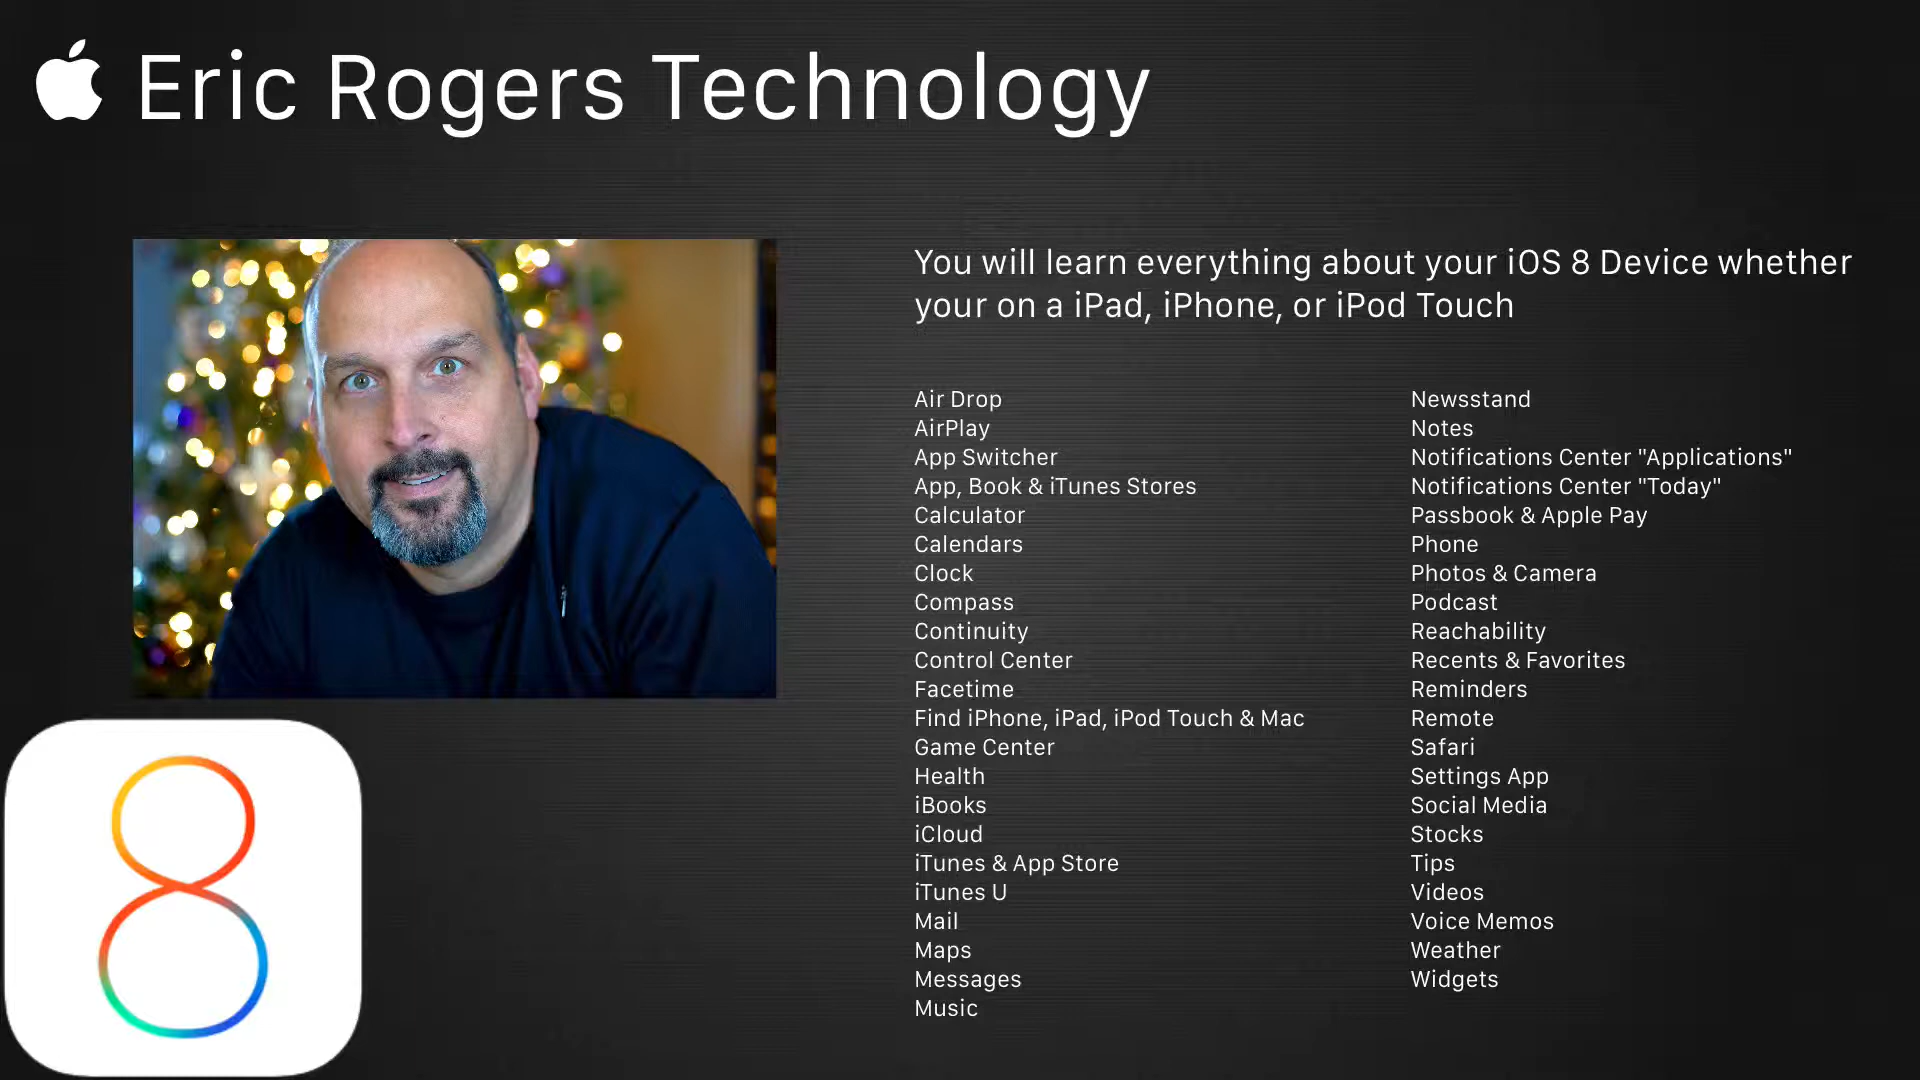 Eric Rogers Technology
You will learn everything about your iOS 8 Device whether
your on a iPad, iPhone, or iPod Touch
Air Drop
AirPlay
App Switcher
App, Book & iTunes Stores
Calculator
Calendars
Clock
Compass
Continuity
Control Center
Facetime
Find iPhone, iPad, iPod Touch & Mac
Game Center
Health
iBooks
iCloud
iTunes & App Store
iTunes U
Mail
Maps
Messages
Music
Newsstand
Notes
Notifications Center "Applications"
Notifications Center "Today"
Passbook & Apple Pay
Phone
Photos & Camera
Podcast
Reachability
Recents & Favorites
Reminders
Remote
Safari
Settings App
Social Media
Stocks
Tips
Videos
Voice Memos
Weather
Widgets
8